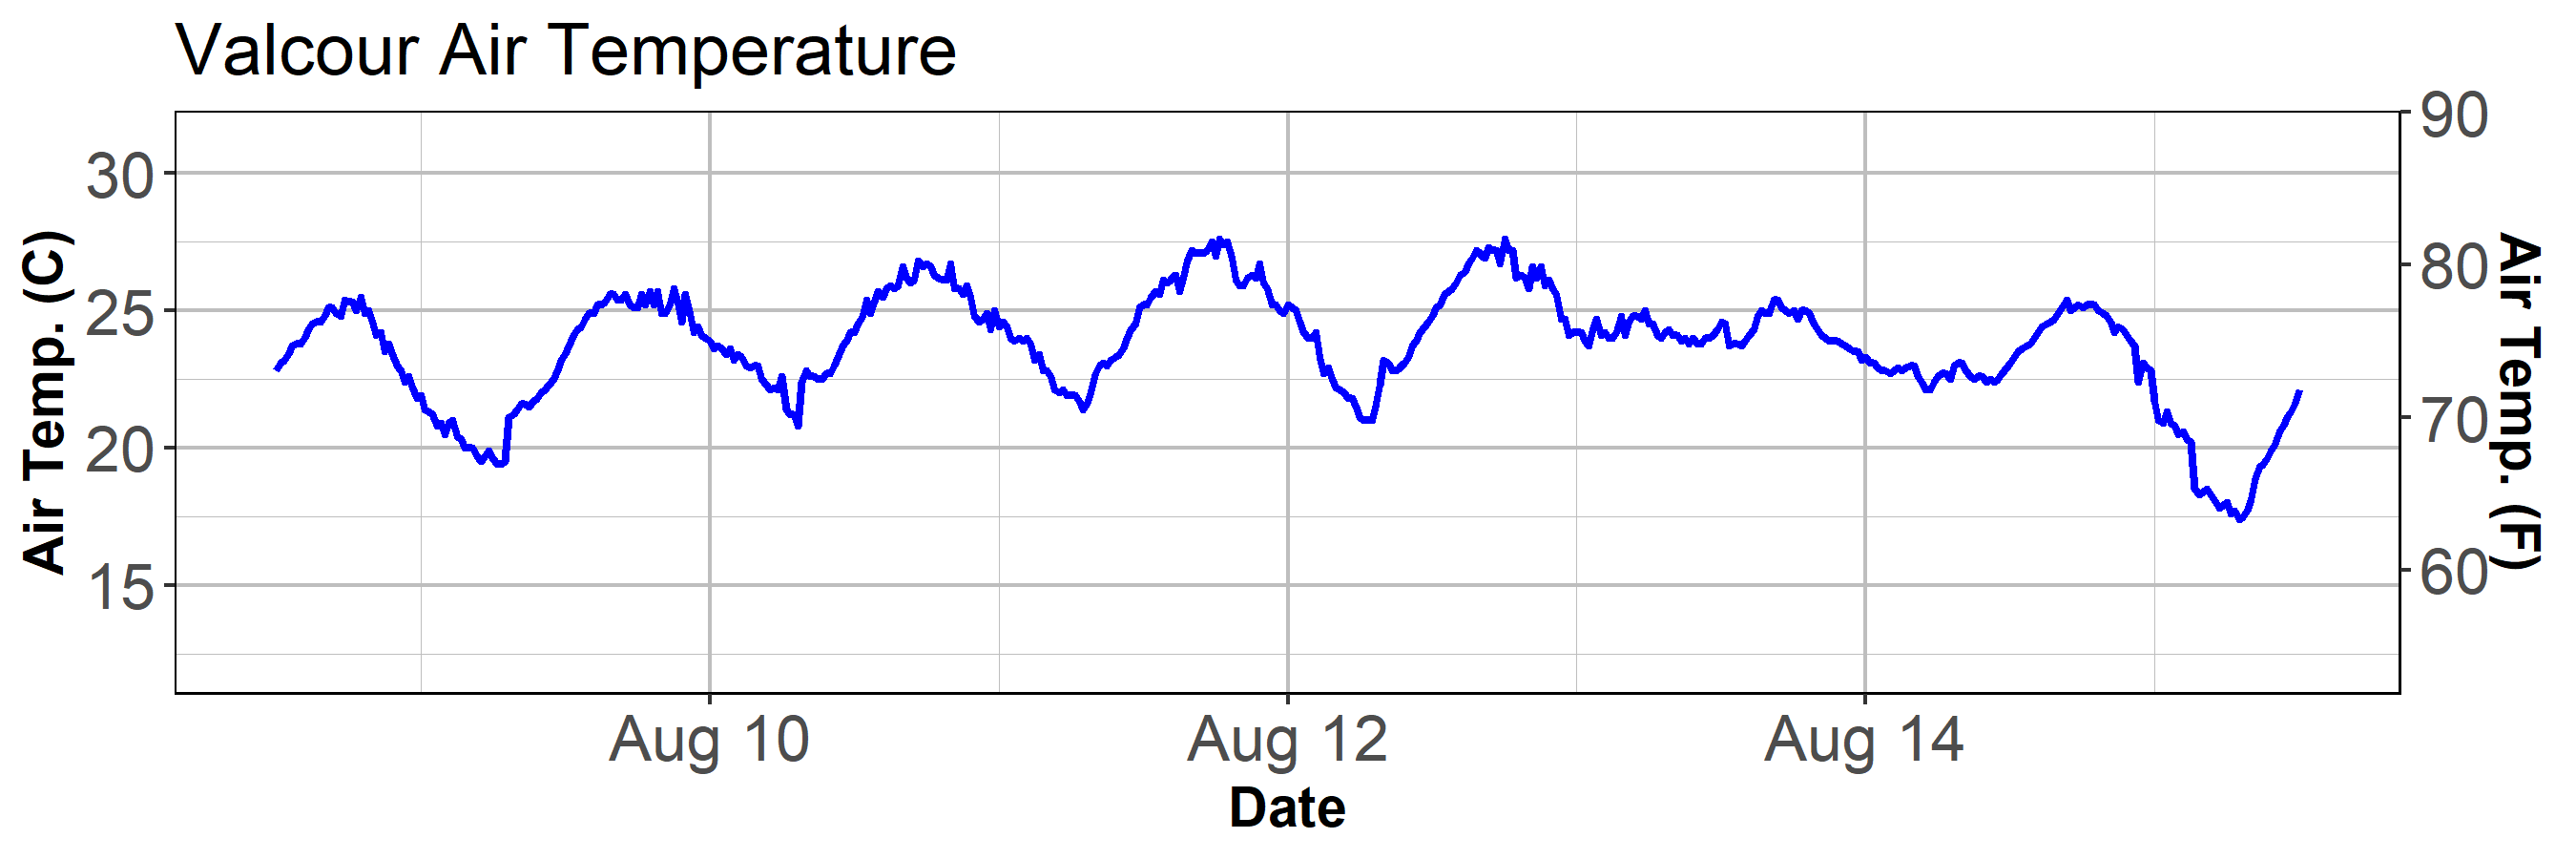 Valcour Air Temperature
90
30
80
25
70
20
60
15
Air Temp. (C)
Air Temp. (F)
Aug 10
Aug 12
Aug 14
Date